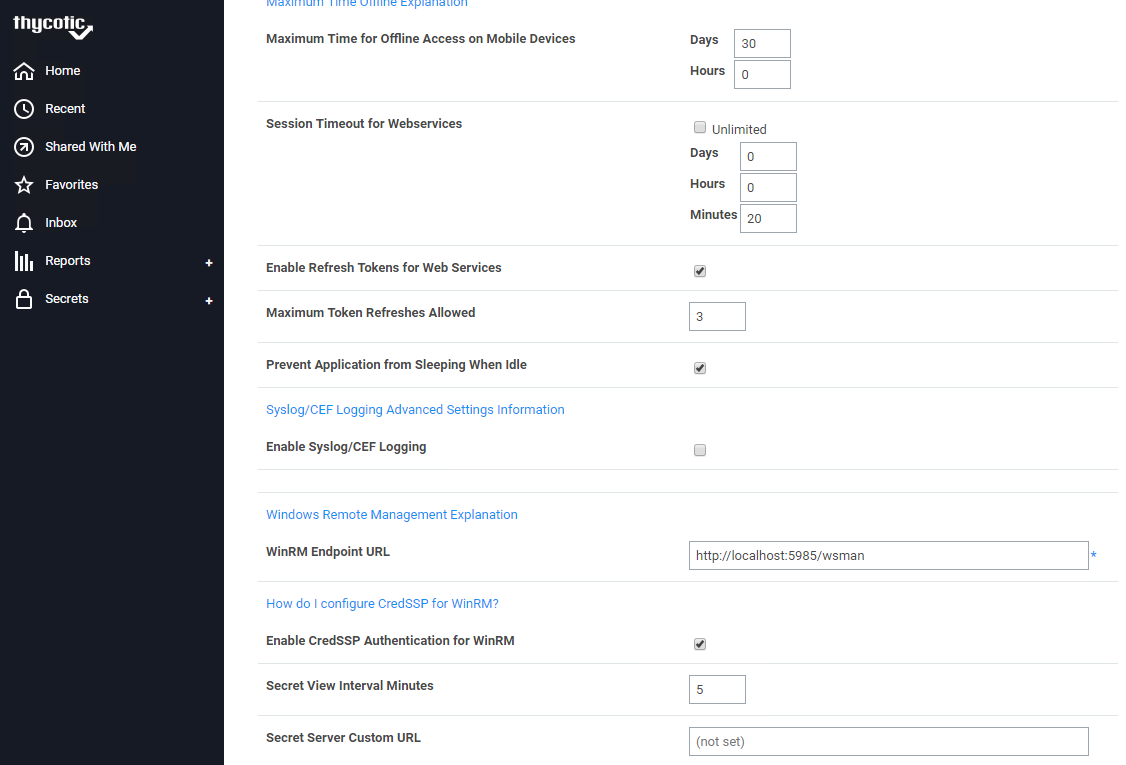 thycotic
Home
Recent
Shared With Me
Favorites
Inbox
Reports +
Secrets +
Maximum Time Offline Explanation
Maximum Time for Offline Access on Mobile Devices
Days 30
Hours 0
Session Timeout for Webservices
Unlimited
Days 0
Hours 0
Minutes 20
Enable Refresh Tokens for Web Services
Maximum Token Refreshes Allowed 3
Prevent Application from Sleeping When Idle
Syslog/CEF Logging Advanced Settings Information
Enable Syslog/CEF Logging
Windows Remote Management Explanation
WinRM Endpoint URL http://localhost:5985/wsman *
How do I configure CredSSP for WinRM?
Enable CredSSP Authentication for WinRM
Secret View Interval Minutes 5
Secret Server Custom URL (not set)